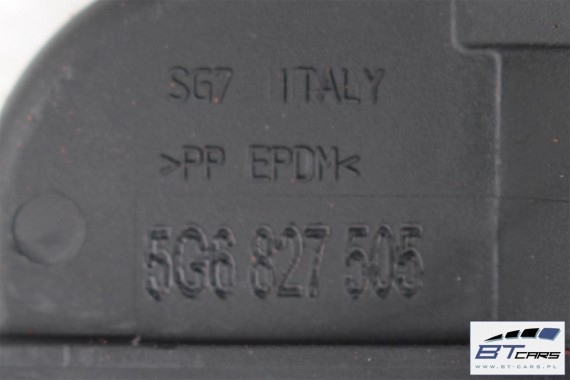 SG7 ITALY
>PP EPDM<
5G6 827 505
BTCARS
WWW.BT-CARS.PL